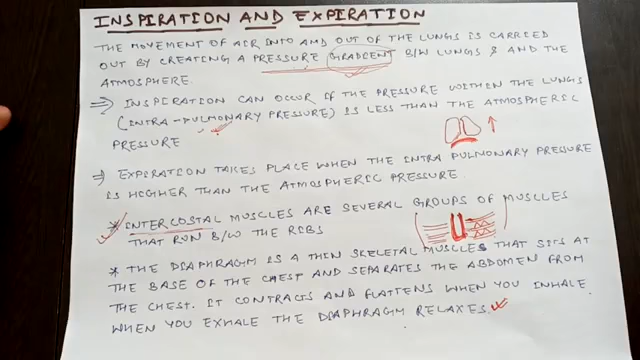 INSPIRATION AND EXPIRATION
THE MOVEMENT OF AIR INTO AND OUT OF THE LUNGS IS CARRIED
OUT BY CREATING A PRESSURE GRADIENT B/W LUNGS & AND THE
ATMOSPHERE.
⇒ INSPIRATION CAN OCCUR IF THE PRESSURE WITHIN THE LUNGS
(INTRA-PULMONARY PRESSURE) IS LESS THAN THE ATMOSPHERIC
PRESSURE
⇒ EXPIRATION TAKES PLACE WHEN THE INTRA PULMONARY PRESSURE
IS HIGHER THAN THE ATMOSPHERIC PRESSURE.
* INTERCOSTAL MUSCLES ARE SEVERAL GROUPS OF MUSCLES
THAT RUN B/W THE RIBS
* THE DIAPHRAGM IS A THIN SKELETAL MUSCLES THAT SITS AT
THE BASE OF THE CHEST AND SEPARATES THE ABDOMEN FROM
THE CHEST. IT CONTRACTS AND FLATTENS WHEN YOU INHALE.
WHEN YOU EXHALE THE DIAPHRAGM RELAXES.